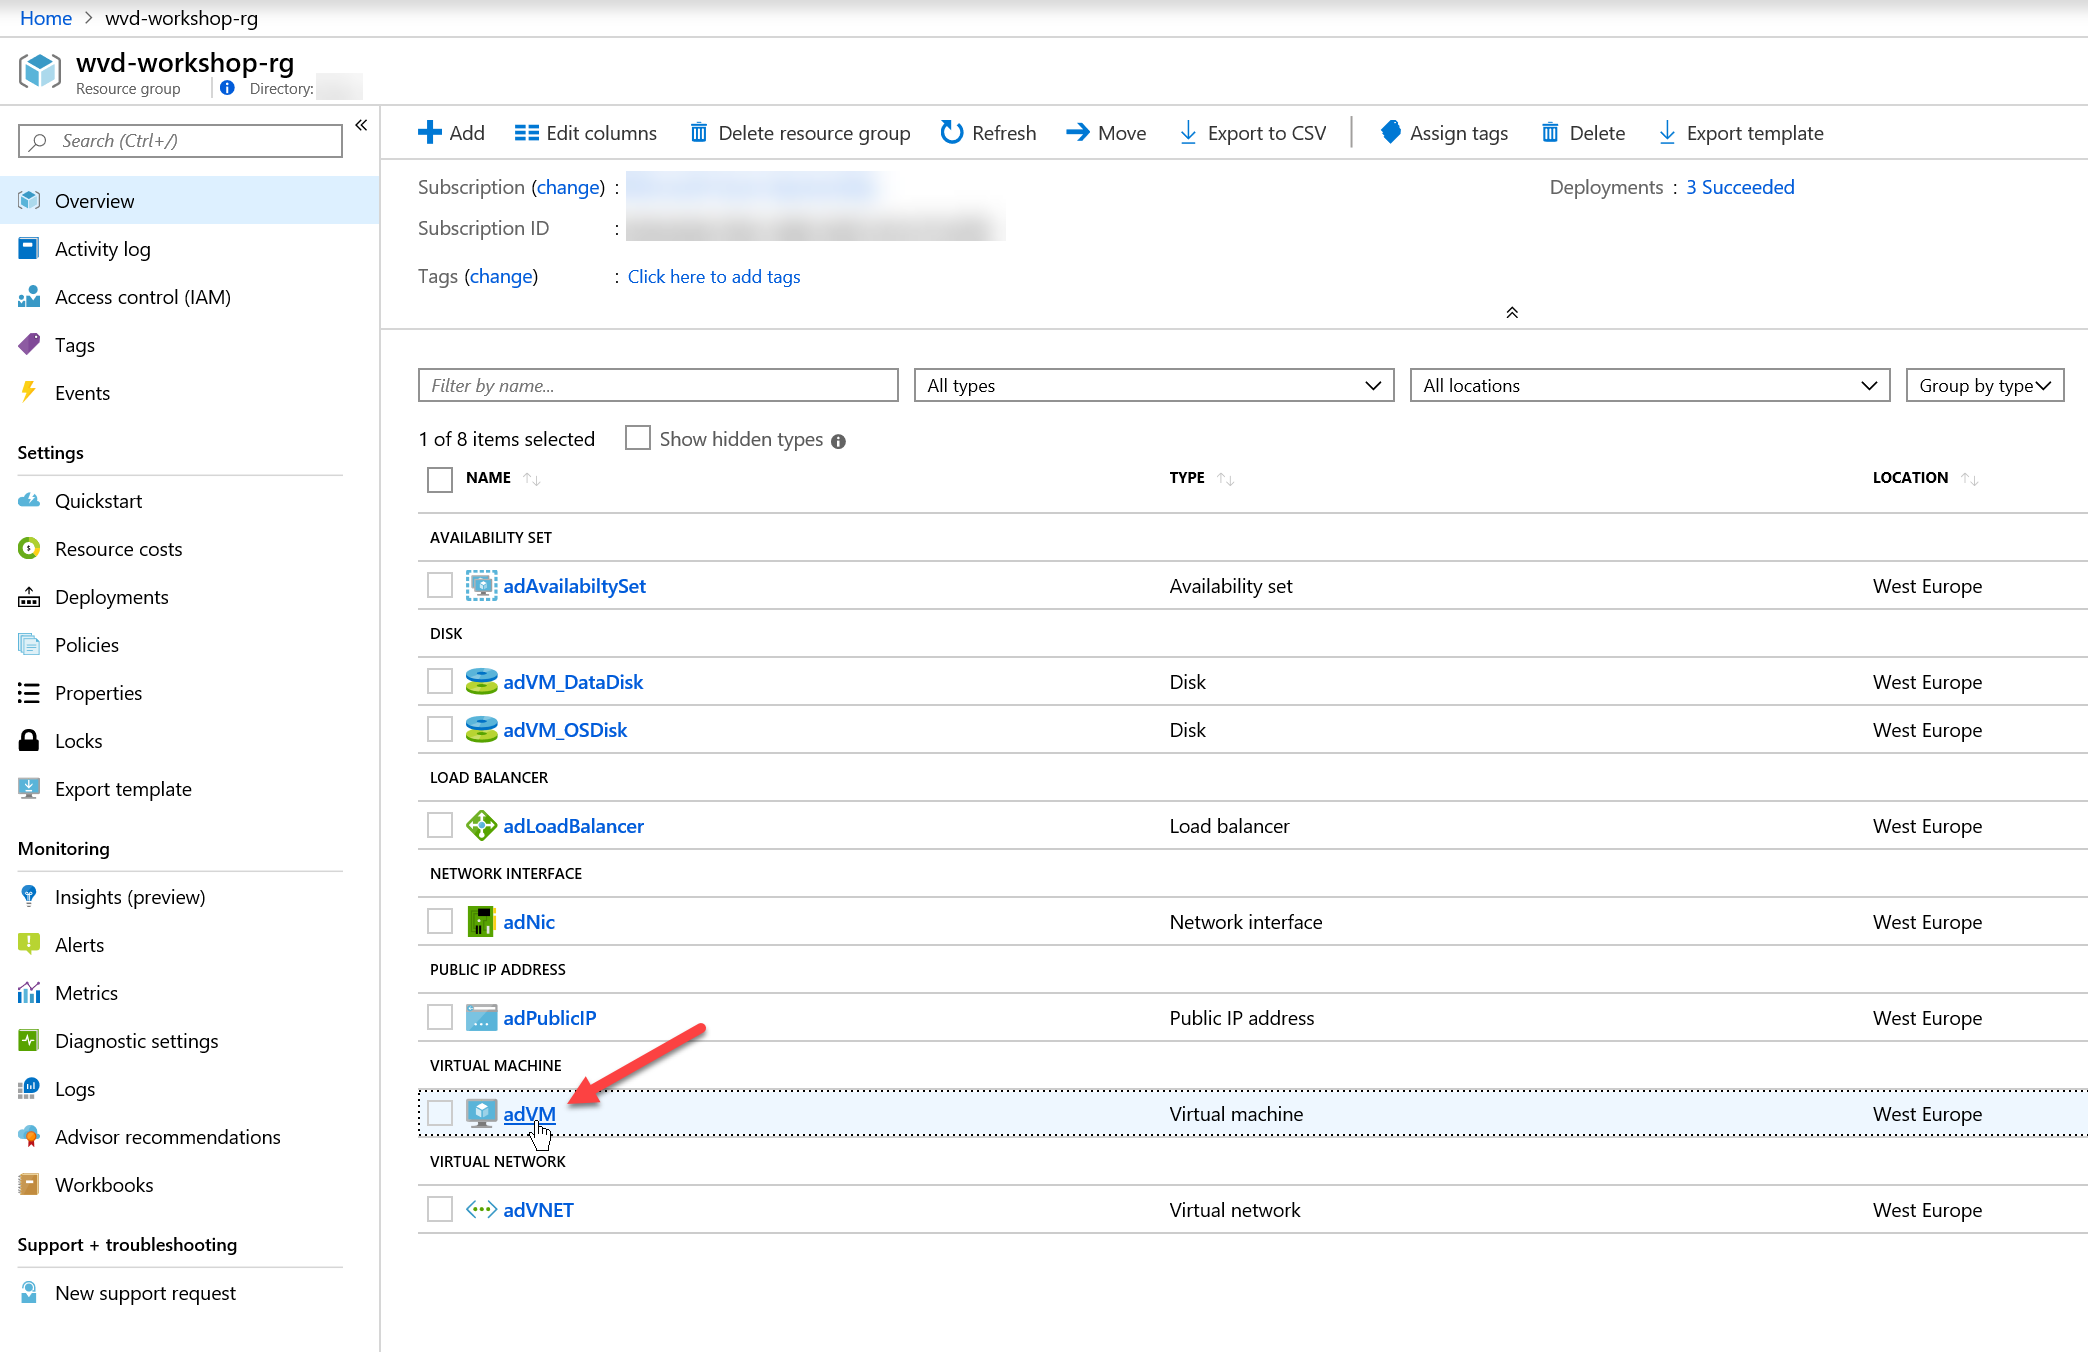 Home > wvd-workshop-rg
wvd-workshop-rg
Resource group
Directory:
Search (Ctrl+/)
Overview
Activity log
Access control (IAM)
Tags
Events
Settings
Quickstart
Resource costs
Deployments
Policies
Properties
Locks
Export template
Monitoring
Insights (preview)
Alerts
Metrics
Diagnostic settings
Logs
Advisor recommendations
Workbooks
Support + troubleshooting
New support request
Add
Edit columns
Delete resource group
Refresh
Move
Export to CSV
Assign tags
Delete
Export template
Subscription (change) :
Deployments : 3 Succeeded
Subscription ID :
Tags (change) : Click here to add tags
Filter by name...
All types
All locations
Group by type
1 of 8 items selected
Show hidden types
NAME TYPE LOCATION
AVAILABILITY SET
adAvailabiltySet Availability set West Europe
DISK
adVM_DataDisk Disk West Europe
adVM_OSDisk Disk West Europe
LOAD BALANCER
adLoadBalancer Load balancer West Europe
NETWORK INTERFACE
adNic Network interface West Europe
PUBLIC IP ADDRESS
adPublicIP Public IP address West Europe
VIRTUAL MACHINE
adVM Virtual machine West Europe
VIRTUAL NETWORK
adVNET Virtual network West Europe